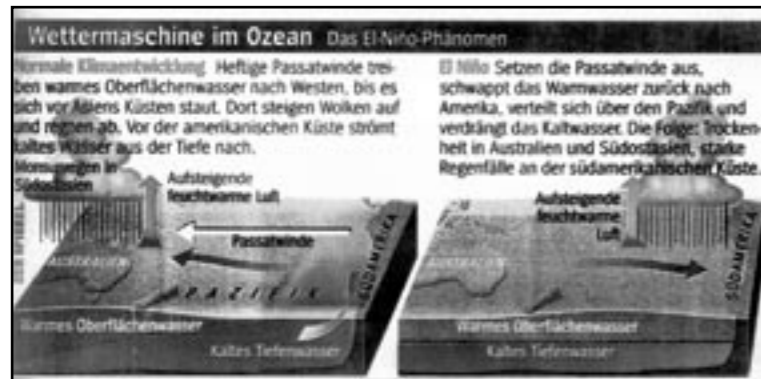 Wettermaschine im Ozean Das El-Niño-Phänomen
Normale Klimaentwicklung Heftige Passatwinde trei-
ben warmes Oberflächenwasser nach Westen, bis es
sich vor Asiens Küsten staut. Dort steigen Wolken auf
und regnen ab. Vor der amerikanischen Küste strömt
kaltes Wasser aus der Tiefe nach.
El Niño Setzen die Passatwinde aus,
schwappt das Warmwasser zurück nach
Amerika, verteilt sich über den Pazifik und
verdrängt das Kaltwasser. Die Folge: Trocken-
heit in Australien und Südostasien, starke
Regenfälle an der südamerikanischen Küste.
Monsunregen in
Südostasien
Aufsteigende
feuchtwarme Luft
Passatwinde
AUSTRALIEN
PAZIFIK
SÜDAMERIKA
Warmes Oberflächenwasser
Kaltes Tiefenwasser
DER SPIEGEL
Aufsteigende
feuchtwarme
Luft
AUSTRALIEN
SÜDAMERIKA
Warmes Oberflächenwasser
Kaltes Tiefenwasser